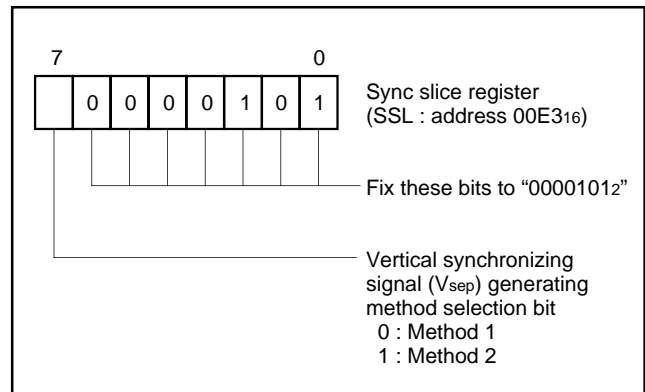 7 0
0 0 0 0 1 0 1
Sync slice register
(SSL : address 00E316)
Fix these bits to “00001012”
Vertical synchronizing
signal (Vsep) generating
method selection bit
0 : Method 1
1 : Method 2